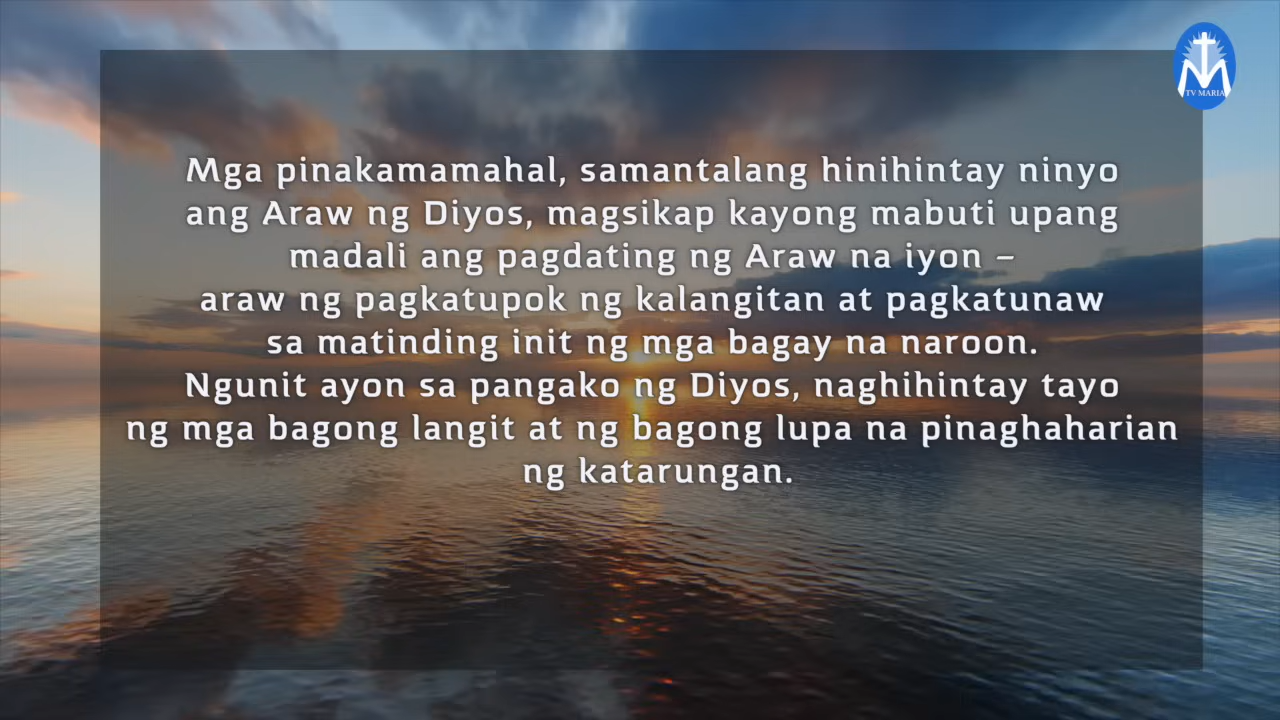 TV MARIA
Mga pinakamamahal, samantalang hinihintay ninyo
ang Araw ng Diyos, magsikap kayong mabuti upang
madali ang pagdating ng Araw na iyon –
araw ng pagkatupok ng kalangitan at pagkatunaw
sa matinding init ng mga bagay na naroon.
Ngunit ayon sa pangako ng Diyos, naghihintay tayo
ng mga bagong langit at ng bagong lupa na pinaghaharian
ng katarungan.